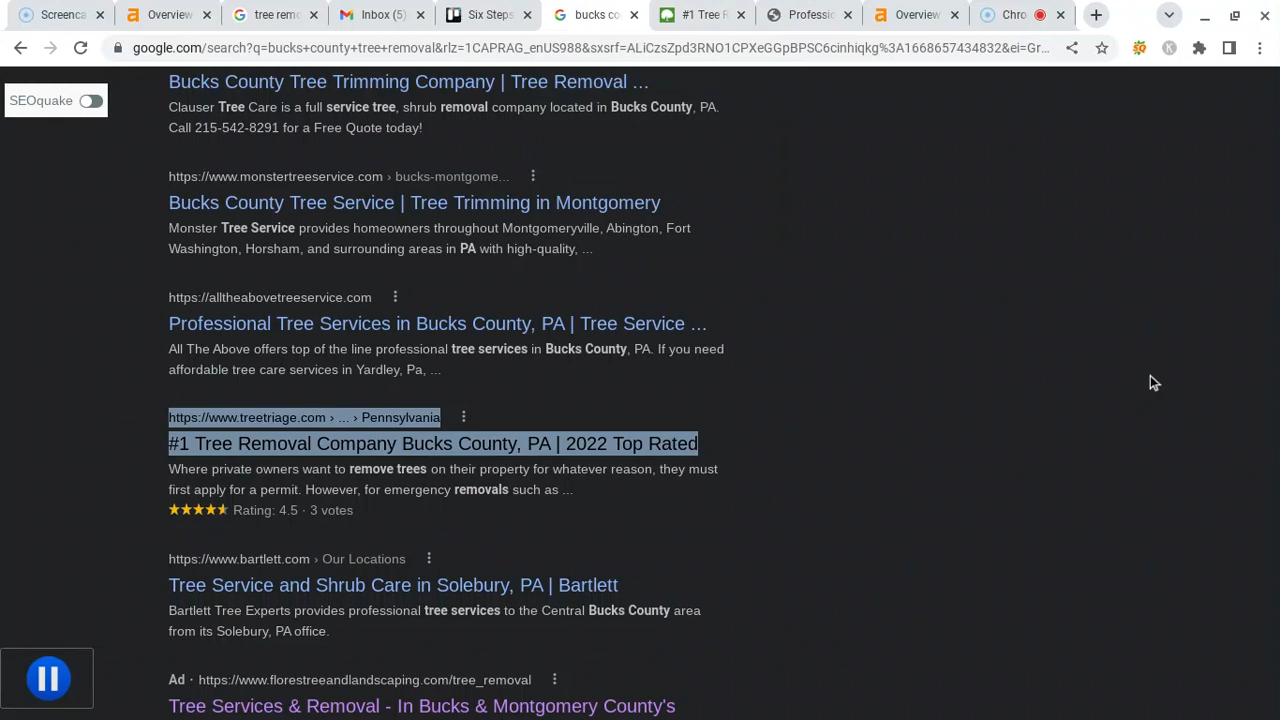 Screenca
Overview
tree remo
Inbox (5)
Six Steps
bucks co
#1 Tree R
Profess
Overview
Chro
google.com/search?q=bucks+county+tree+removal&rlz=1CAPRAG_enUS988&sxsrf=ALiCzsZpd3RNO1CPXeGGpBPSC6cinhiqkg%3A1668657434832&ei=Gr...
SEOquake
Bucks County Tree Trimming Company | Tree Removal ...
Clauser Tree Care is a full service tree, shrub removal company located in Bucks County, PA.
Call 215-542-8291 for a Free Quote today!
https://www.monstertreeservice.com › bucks-montgome...
Bucks County Tree Service | Tree Trimming in Montgomery
Monster Tree Service provides homeowners throughout Montgomeryville, Abington, Fort
Washington, Horsham, and surrounding areas in PA with high-quality, ...
https://alltheabovetreeservice.com
Professional Tree Services in Bucks County, PA | Tree Service ...
All The Above offers top of the line professional tree services in Bucks County, PA. If you need
affordable tree care services in Yardley, Pa, ...
https://www.treetriage.com › ... › Pennsylvania
#1 Tree Removal Company Bucks County, PA | 2022 Top Rated
Where private owners want to remove trees on their property for whatever reason, they must
first apply for a permit. However, for emergency removals such as ...
Rating: 4.5 · 3 votes
https://www.bartlett.com › Our Locations
Tree Service and Shrub Care in Solebury, PA | Bartlett
Bartlett Tree Experts provides professional tree services to the Central Bucks County area
from its Solebury, PA office.
Ad · https://www.florestreeandlandscaping.com/tree_removal
Tree Services & Removal - In Bucks & Montgomery County's